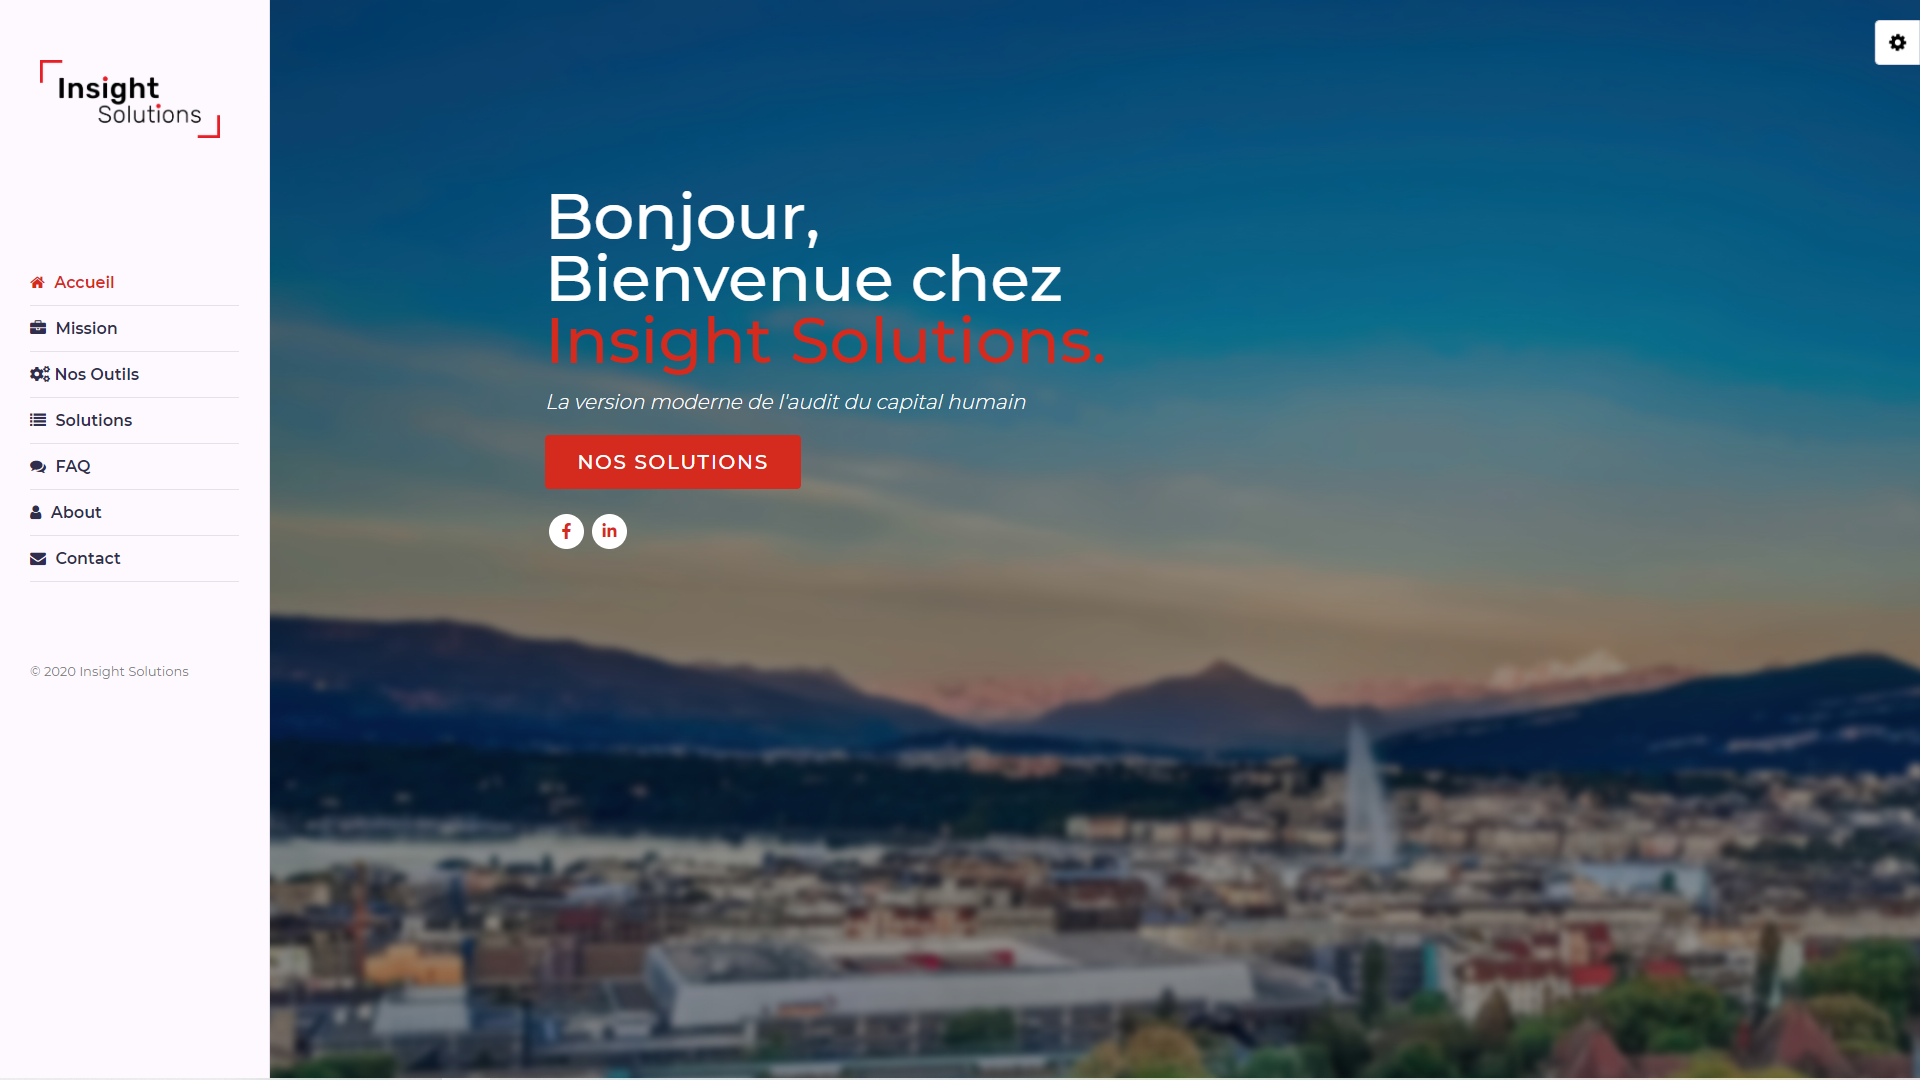 Insight
Solutions
Accueil
Mission
Nos Outils
Solutions
FAQ
About
Contact
© 2020 Insight Solutions
Bonjour,
Bienvenue chez
Insight Solutions.
La version moderne de l'audit du capital humain
NOS SOLUTIONS